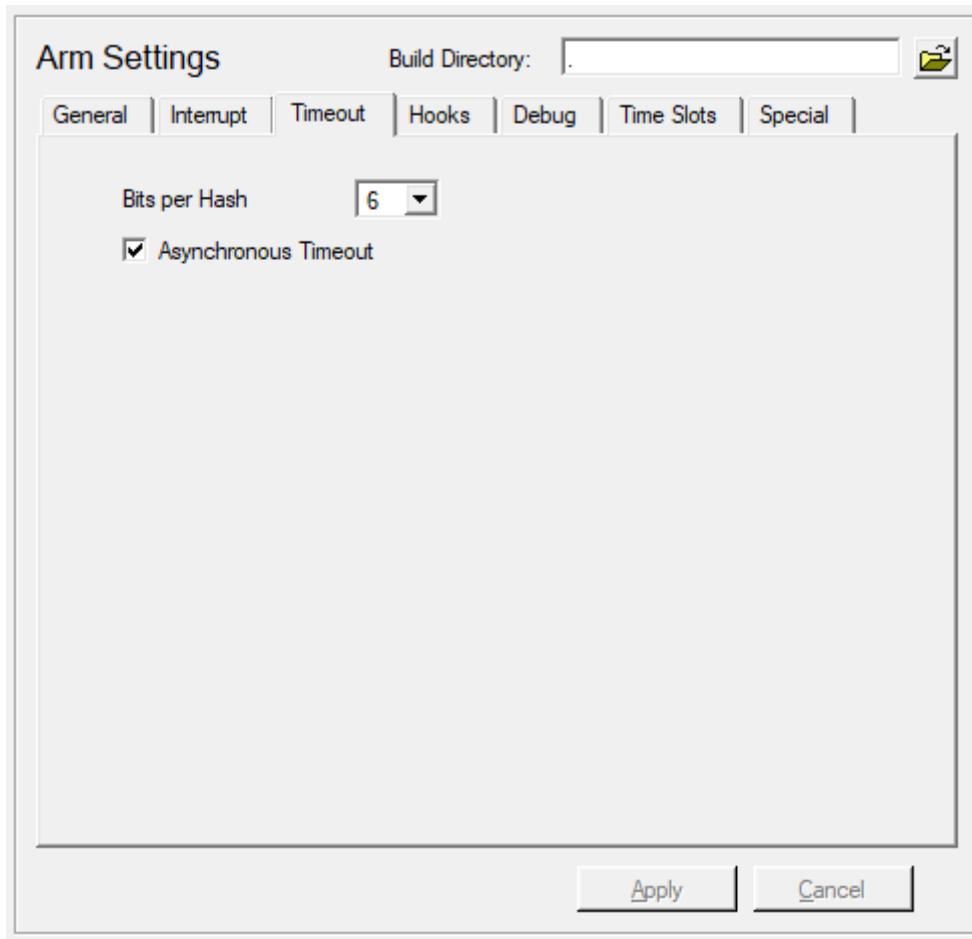 Arm Settings Build Directory: .
General Interrupt Timeout Hooks Debug Time Slots Special
Bits per Hash 6
Asynchronous Timeout
Apply Cancel